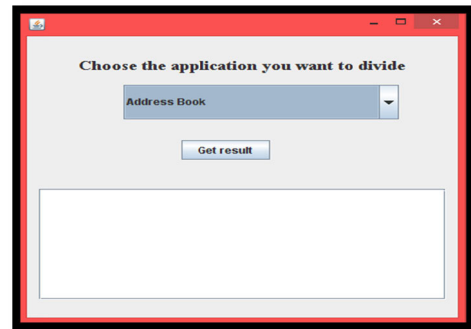 Choose the application you want to divide
Address Book
Get result